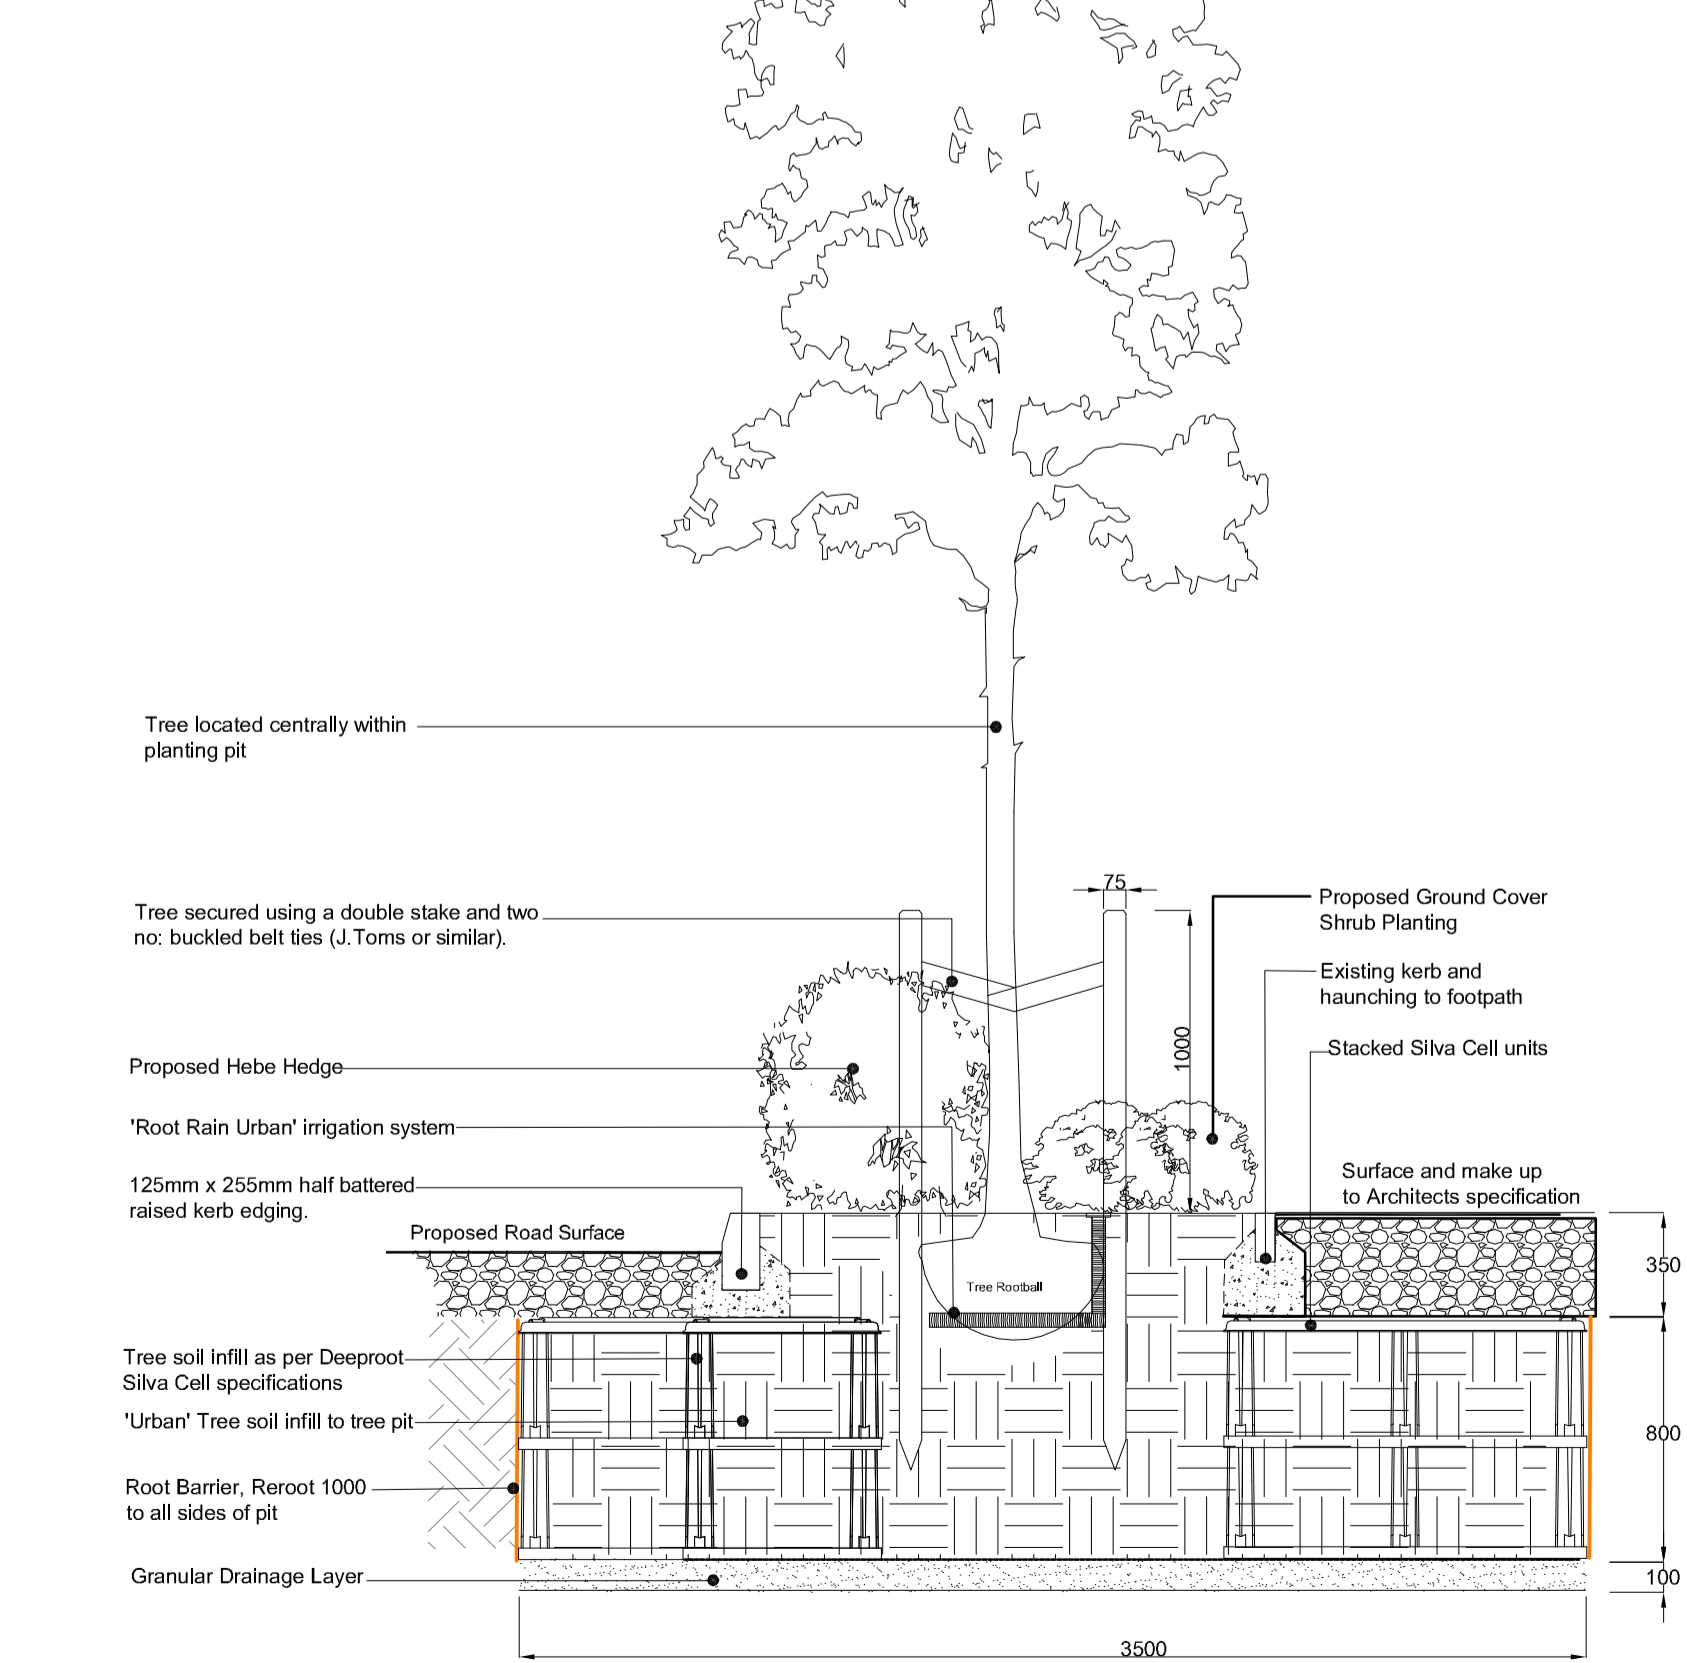 Tree located centrally within
planting pit
75
Tree secured using a double stake and two
no: buckled belt ties (J.Toms or similar).
Proposed Ground Cover
Shrub Planting
Existing kerb and
haunching to footpath
1000
Stacked Silva Cell units
Proposed Hebe Hedge
'Root Rain Urban' irrigation system
125mm x 255mm half battered
raised kerb edging.
Surface and make up
to Architects specification
Proposed Road Surface
350
Tree Rootball
Tree soil infill as per Deeproot
Silva Cell specifications
'Urban' Tree soil infill to tree pit
800
Root Barrier, Reroot 1000
to all sides of pit
Granular Drainage Layer
100
3500